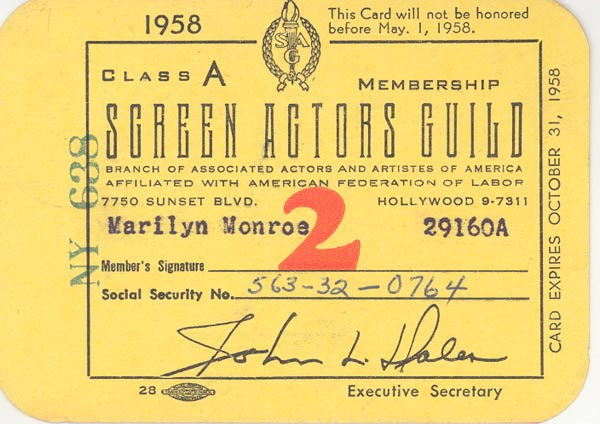 1958
This Card will not be honored
before May. 1, 1958.
SAG
CLASS A
MEMBERSHIP
SCREEN ACTORS GUILD
BRANCH OF ASSOCIATED ACTORS AND ARTISTES OF AMERICA
AFFILIATED WITH AMERICAN FEDERATION OF LABOR
7750 SUNSET BLVD. HOLLYWOOD 9-7311
Marilyn Monroe 29160A
2
Member's Signature
Social Security No. 563-32-0764
John L. Dales
28 Executive Secretary
NY 638
CARD EXPIRES OCTOBER 31, 1958